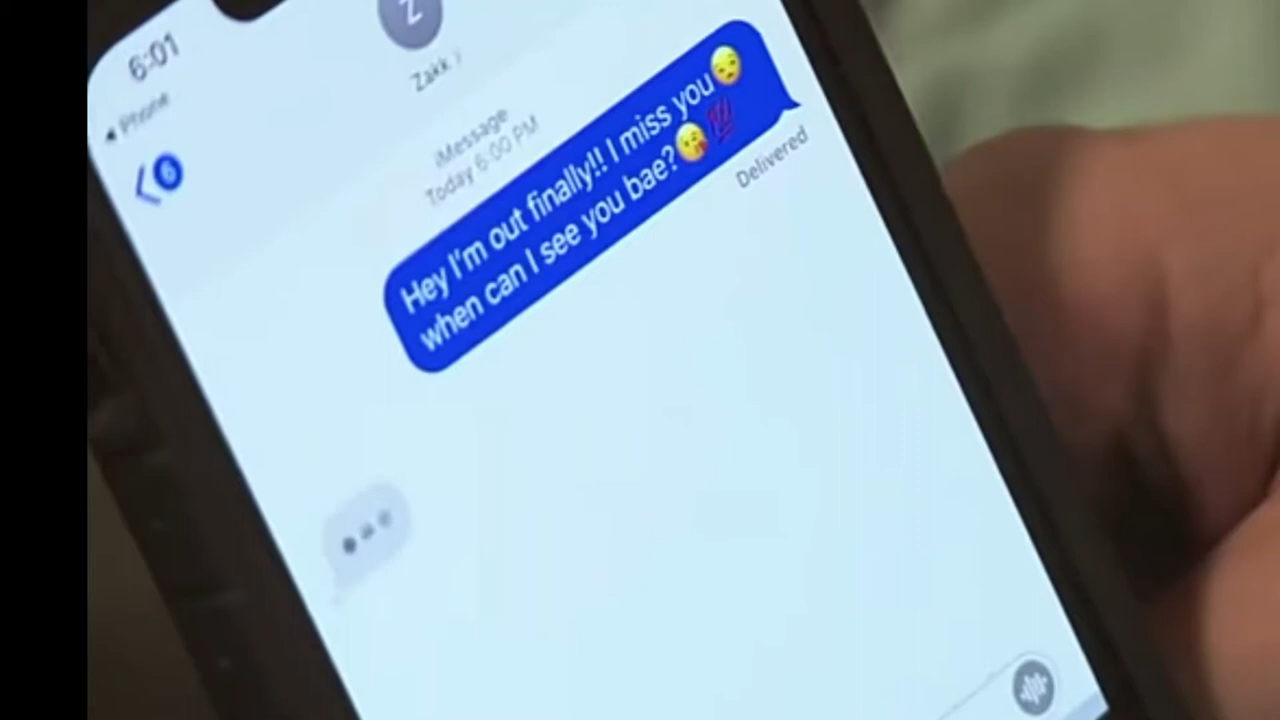 6:01
Phone
6
Z
Zakk
iMessage
Today 6:00 PM
Hey I'm out finally!! I miss you😒
when can I see you bae?😘💯
Delivered